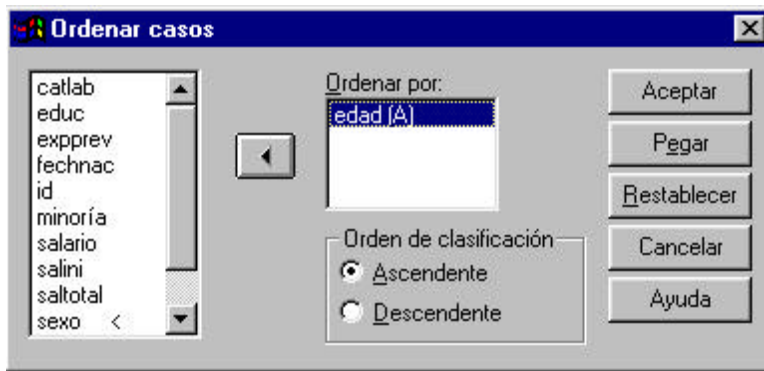 Ordenar casos
catlab
educ
expprev
fechnac
id
minoría
salario
salini
saltotal
sexo <
Ordenar por:
edad (A)
Orden de clasificación
Ascendente
Descendente
Aceptar
Pegar
Restablecer
Cancelar
Ayuda